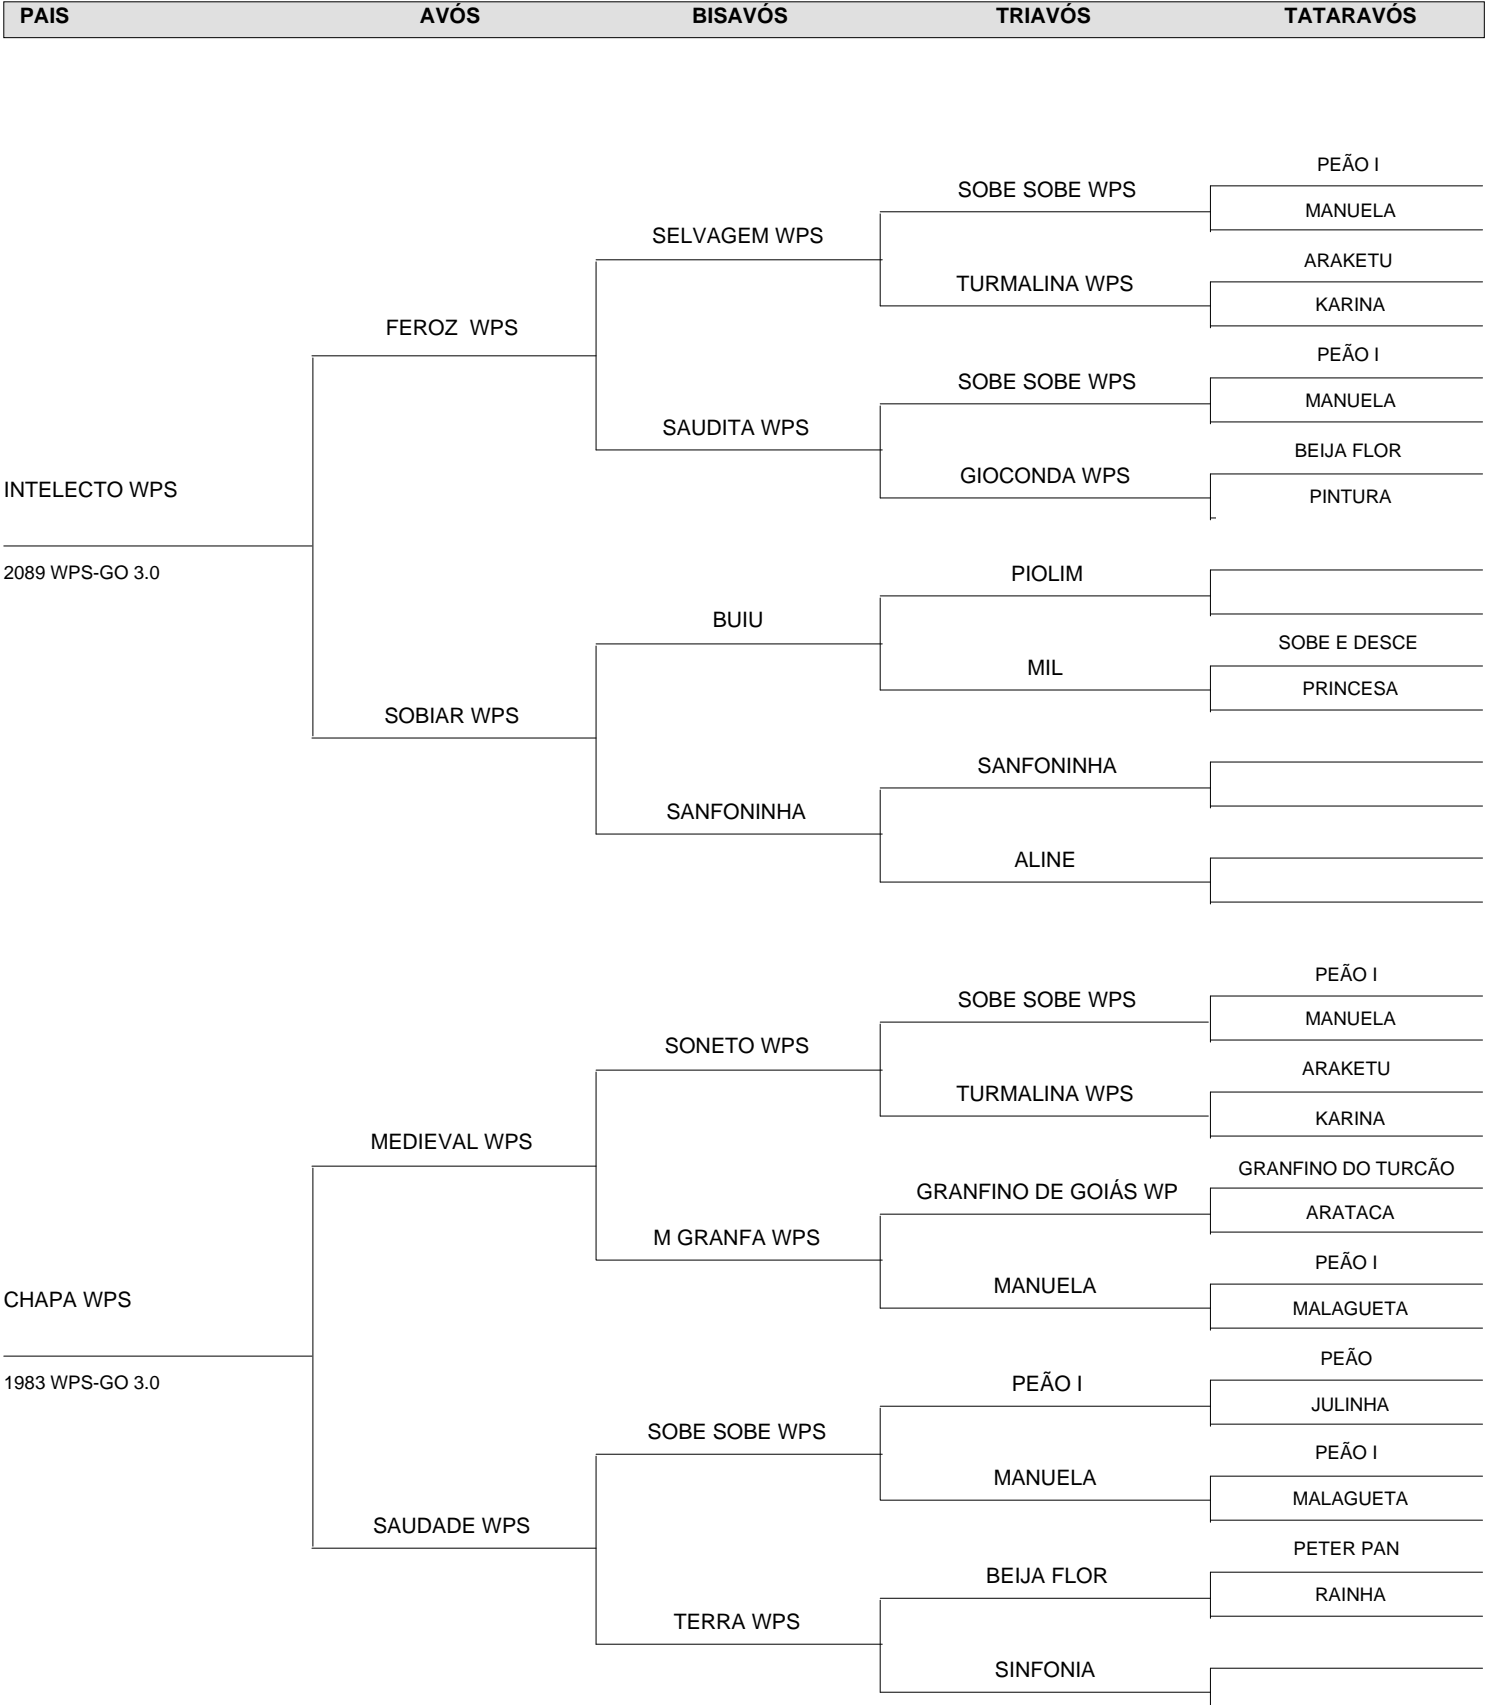 PAIS AVÓS BISAVÓS TRIAVÓS TATARAVÓS
PEÃO I
SOBE SOBE WPS
MANUELA
SELVAGEM WPS
ARAKETU
TURMALINA WPS
KARINA
FEROZ  WPS
PEÃO I
SOBE SOBE WPS
MANUELA
SAUDITA WPS
BEIJA FLOR
GIOCONDA WPS
PINTURA
INTELECTO WPS
2089 WPS-GO 3.0
PIOLIM
BUIU
SOBE E DESCE
MIL
PRINCESA
SOBIAR WPS
SANFONINHA
SANFONINHA
ALINE
PEÃO I
SOBE SOBE WPS
MANUELA
SONETO WPS
ARAKETU
TURMALINA WPS
KARINA
MEDIEVAL WPS
GRANFINO DO TURCÃO
GRANFINO DE GOIÁS WP
ARATACA
M GRANFA WPS
PEÃO I
MANUELA
MALAGUETA
CHAPA WPS
1983 WPS-GO 3.0
PEÃO
PEÃO I
JULINHA
SOBE SOBE WPS
PEÃO I
MANUELA
MALAGUETA
SAUDADE WPS
PETER PAN
BEIJA FLOR
RAINHA
TERRA WPS
SINFONIA